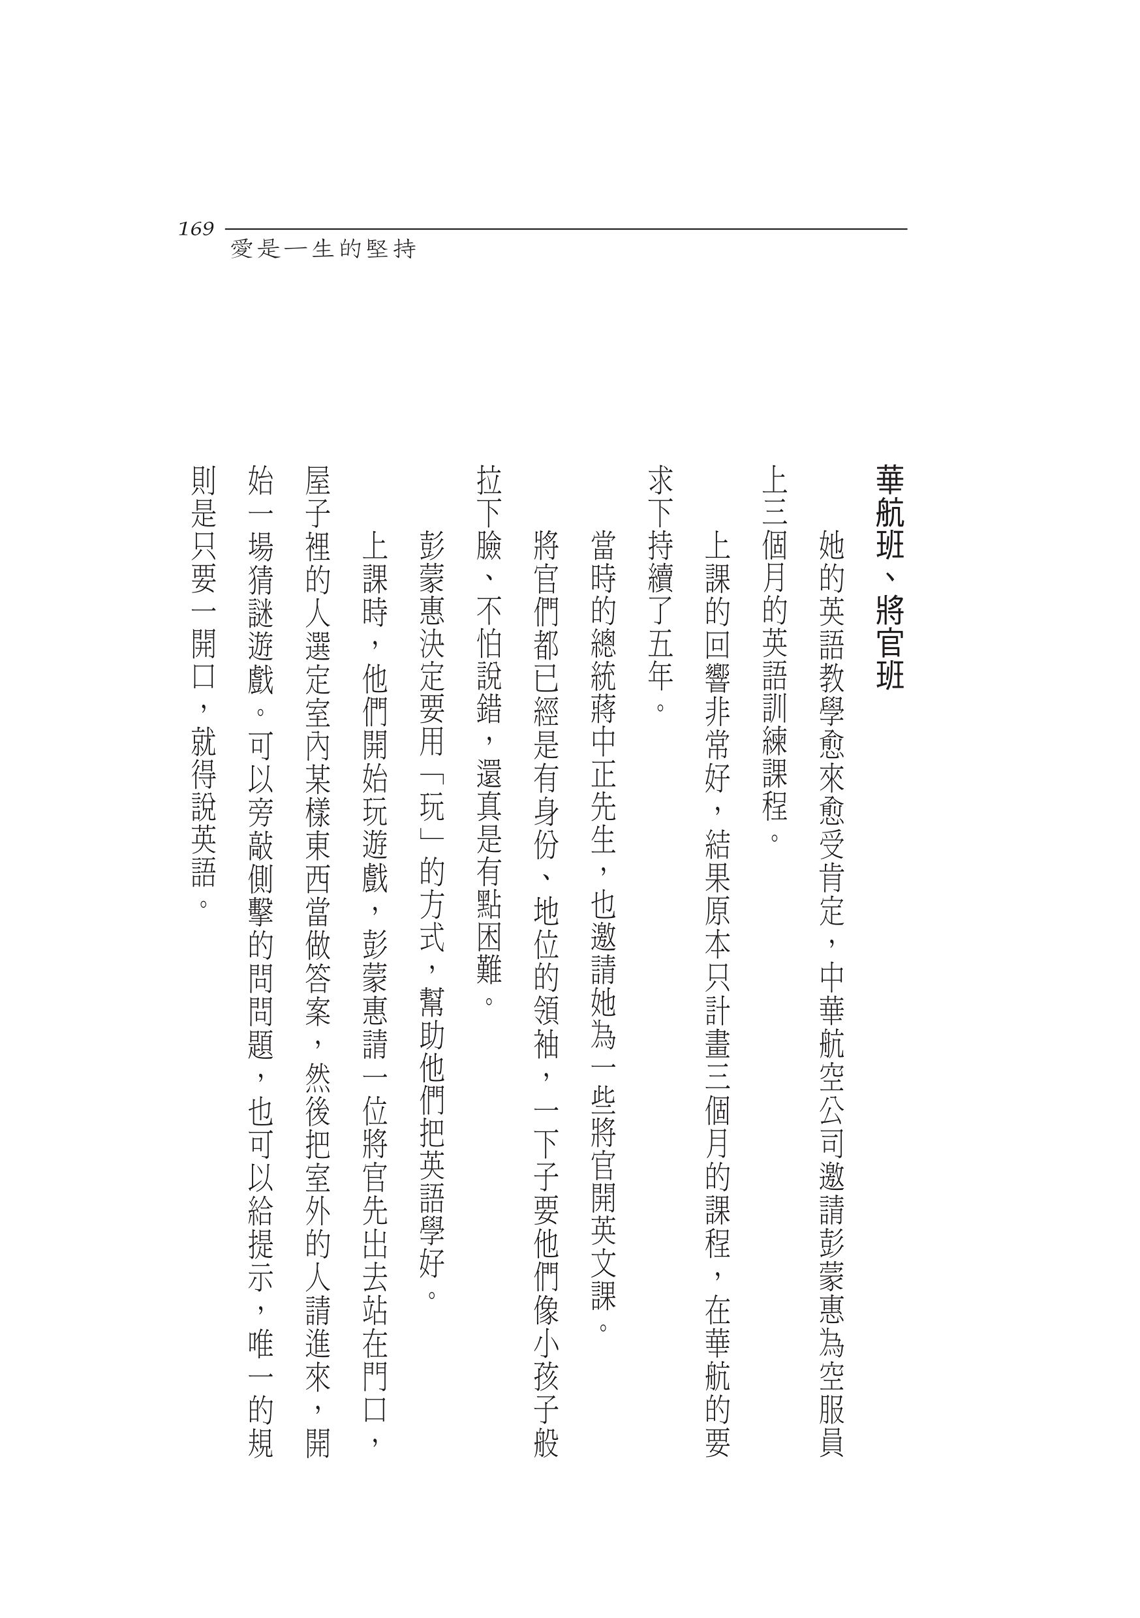 169
愛是一生的堅持
華航班、將官班
她的英語教學愈來愈受肯定，中華航空公司邀請彭蒙惠為空服員
上三個月的英語訓練課程。
上課的回響非常好，結果原本只計畫三個月的課程，在華航的要
求下持續了五年。
當時的總統蔣中正先生，也邀請她為一些將官開英文課。
將官們都已經是有身份、地位的領袖，一下子要他們像小孩子般
拉下臉、不怕說錯，還真是有點困難。
彭蒙惠決定要用「玩」的方式，幫助他們把英語學好。
上課時，他們開始玩遊戲，彭蒙惠請一位將官先出去站在門口，
屋子裡的人選定室內某樣東西當做答案，然後把室外的人請進來，開
始一場猜謎遊戲。可以旁敲側擊的問問題，也可以給提示，唯一的規
則是只要一開口，就得說英語。